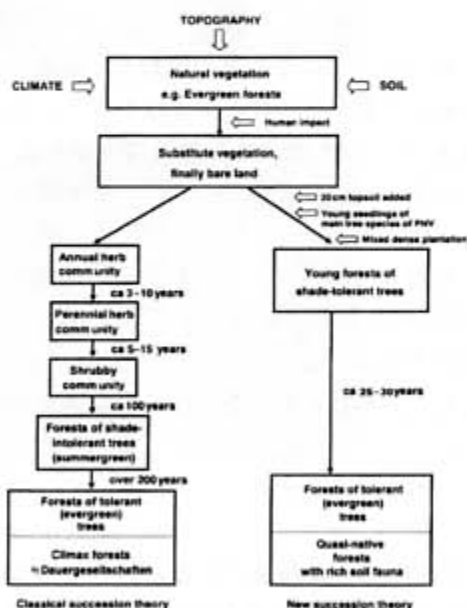 TOPOGRAPHY
CLIMATE
Natural vegetation
e.g. Evergreen forests
SOIL
Human impact
Substitute vegetation,
finally bare land
20cm topsoil added
Young seedlings of
main tree species of PNV
Mixed dense plantation
Annual herb
community
ca 3-10 years
Perennial herb
community
ca 5-15 years
Shrubby
community
ca 100 years
Forests of shade-
intolerant trees
(summergreen)
over 200 years
Forests of tolerant
(evergreen)
trees
Climax forests
≒Dauergesellschaften
Classical succession theory
Young forests of
shade-tolerant trees
ca 25-30 years
Forests of tolerant
(evergreen)
trees
Quasi-native
forests
with rich soil fauna
New succession theory